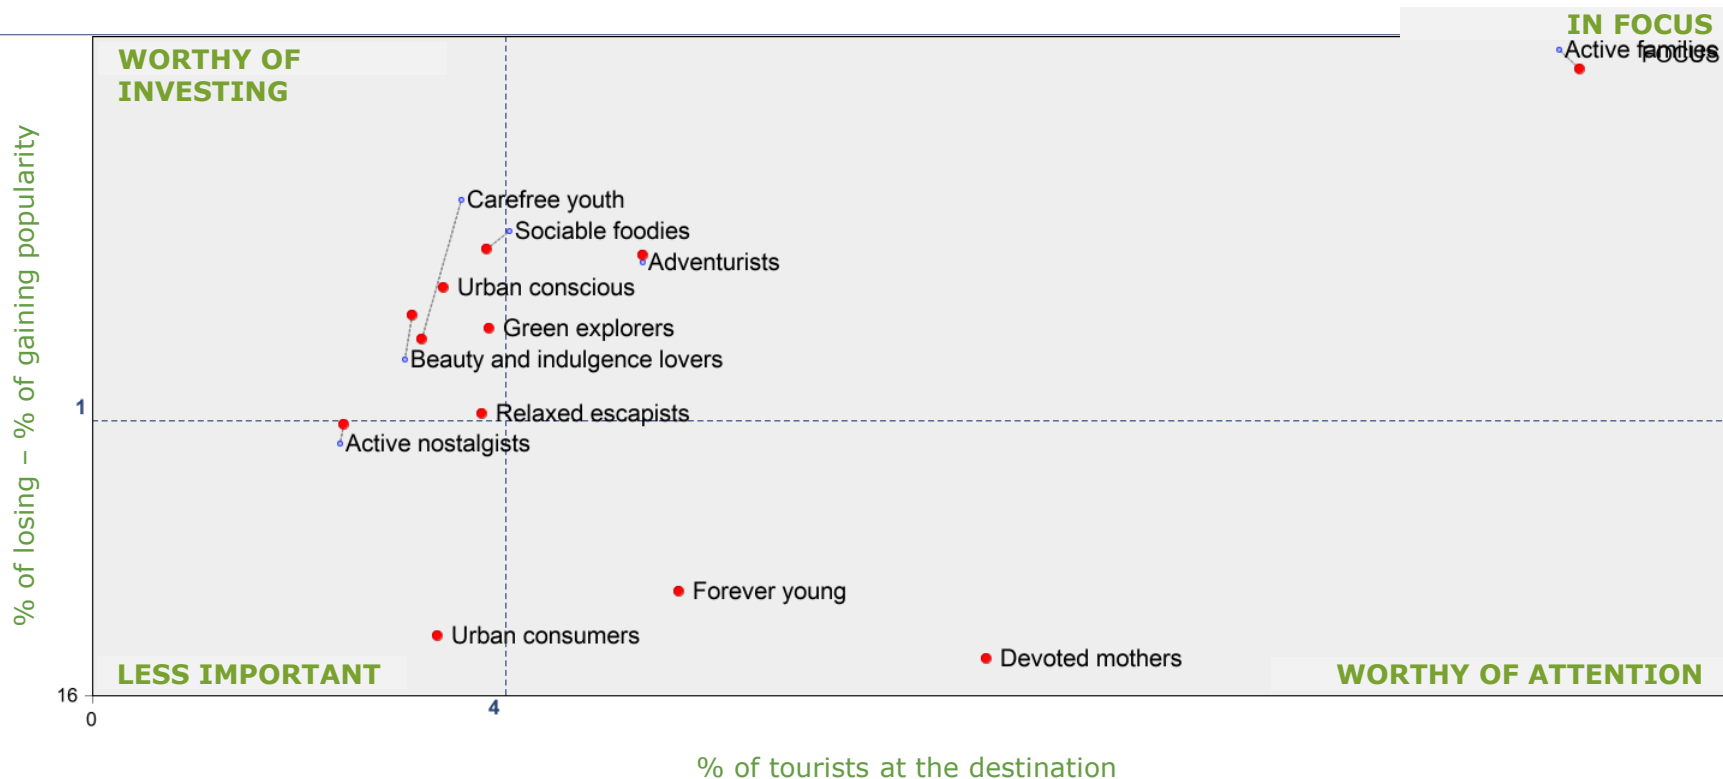 IN FOCUS
WORTHY OF
INVESTING
Active families
FOCUS
Carefree youth
Sociable foodies
Adventurists
Urban conscious
Green explorers
Beauty and indulgence lovers
1
Relaxed escapists
Active nostalgists
Forever young
Urban consumers
Devoted mothers
LESS IMPORTANT
WORTHY OF ATTENTION
16
0
4
% of tourists at the destination
% of losing – % of gaining popularity